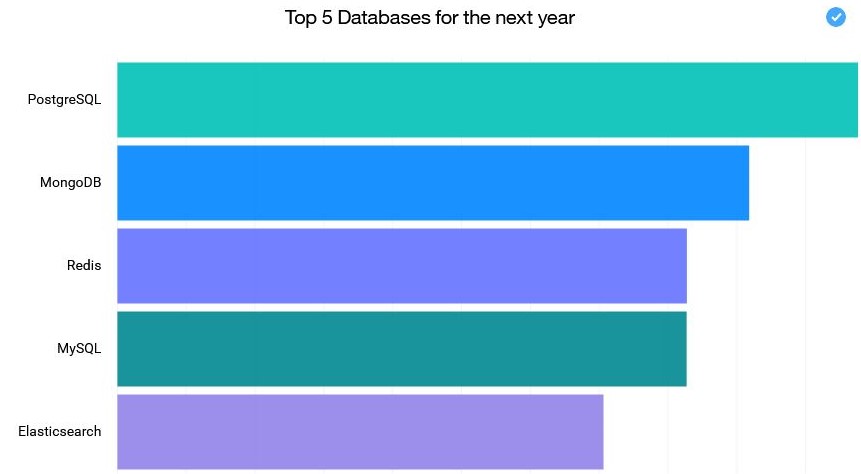 Top 5 Databases for the next year
PostgreSQL
MongoDB
Redis
MySQL
Elasticsearch